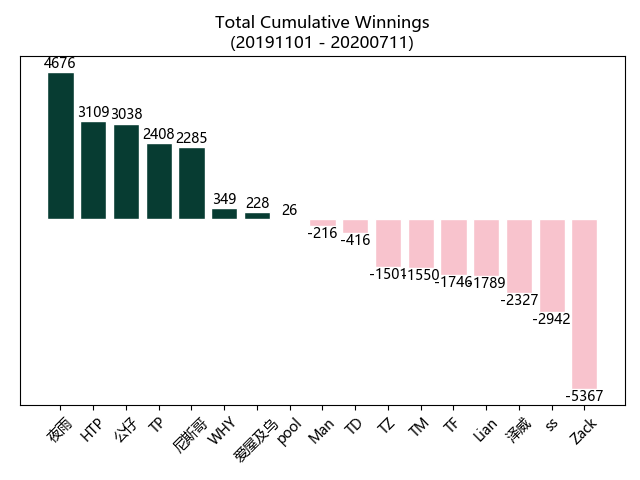 Total Cumulative Winnings
(20191101 - 20200711)
4676
3109
3038
2408
2285
349
228
26
-216
-416
-1501
-1550
-1746
-1789
-2327
-2942
-5367
夜雨
HTP
公仔
TP
尼斯哥
WHY
爱屋及乌
pool
Man
TD
TZ
TM
TF
Lian
泽威
ss
Zack